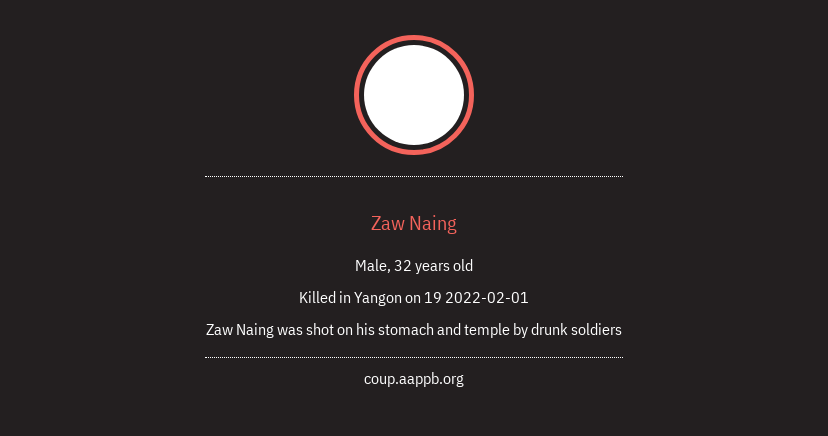 Zaw Naing
Male, 32 years old
Killed in Yangon on 19 2022-02-01
Zaw Naing was shot on his stomach and temple by drunk soldiers
coup.aappb.org